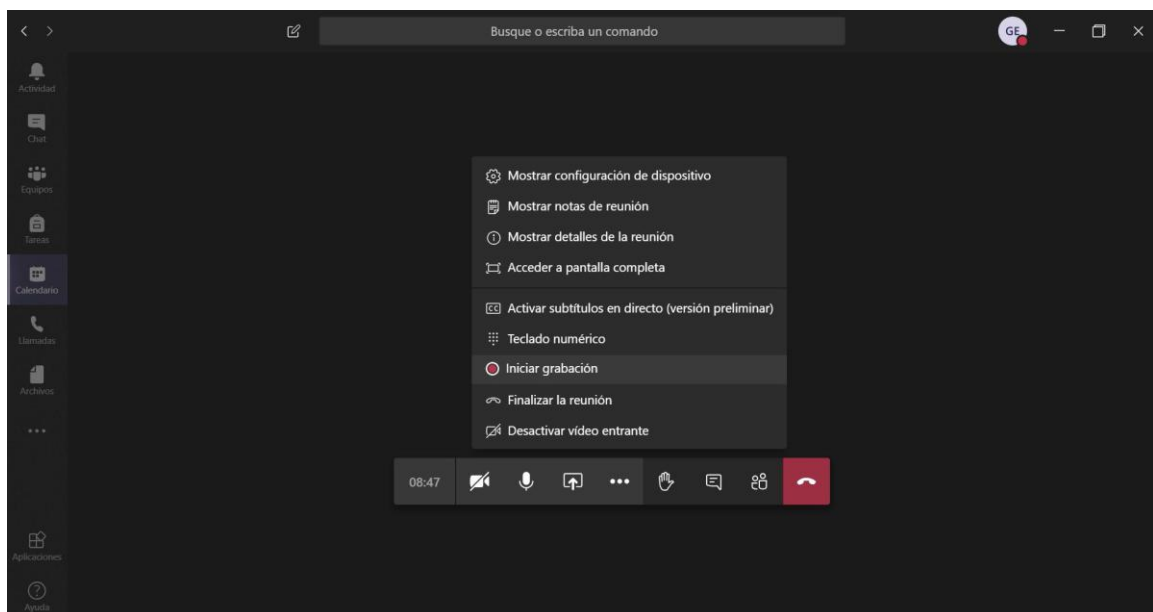 Busque o escriba un comando
GE
Actividad
Chat
Equipos
Tareas
Calendario
Llamadas
Archivos
Aplicaciones
Ayuda
Mostrar configuración de dispositivo
Mostrar notas de reunión
Mostrar detalles de la reunión
Acceder a pantalla completa
CC Activar subtítulos en directo (versión preliminar)
Teclado numérico
Iniciar grabación
Finalizar la reunión
Desactivar vídeo entrante
08:47